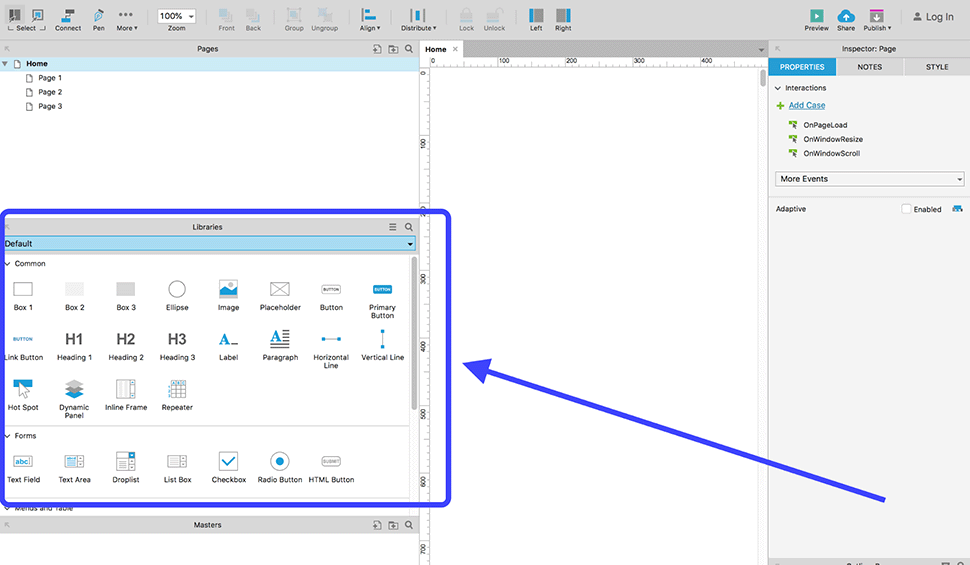 100%
Select Connect Pen More Zoom Front Back Group Ungroup Align Distribute Lock Unlock Left Right Preview Share Publish Log In
Pages
Home
Page 1
Page 2
Page 3
Libraries
Default
Common
Box 1 Box 2 Box 3 Ellipse Image Placeholder
BUTTON
Button
BUTTON
Primary
Button
BUTTON
Link Button
H1
Heading 1
H2
Heading 2
H3
Heading 3
A_
Label
A
Paragraph
Horizontal
Line
Vertical Line
Hot Spot
Dynamic
Panel
Inline Frame
Repeater
Forms
abc
Text Field
Text Area
Droplist
List Box
Checkbox
Radio Button
SUBMIT
HTML Button
Menus and Table
Masters
Home
0 100 200 300 400
0
100
200
300
400
500
600
700
Inspector: Page
PROPERTIES NOTES STYLE
Interactions
Add Case
OnPageLoad
OnWindowResize
OnWindowScroll
More Events
Adaptive Enabled